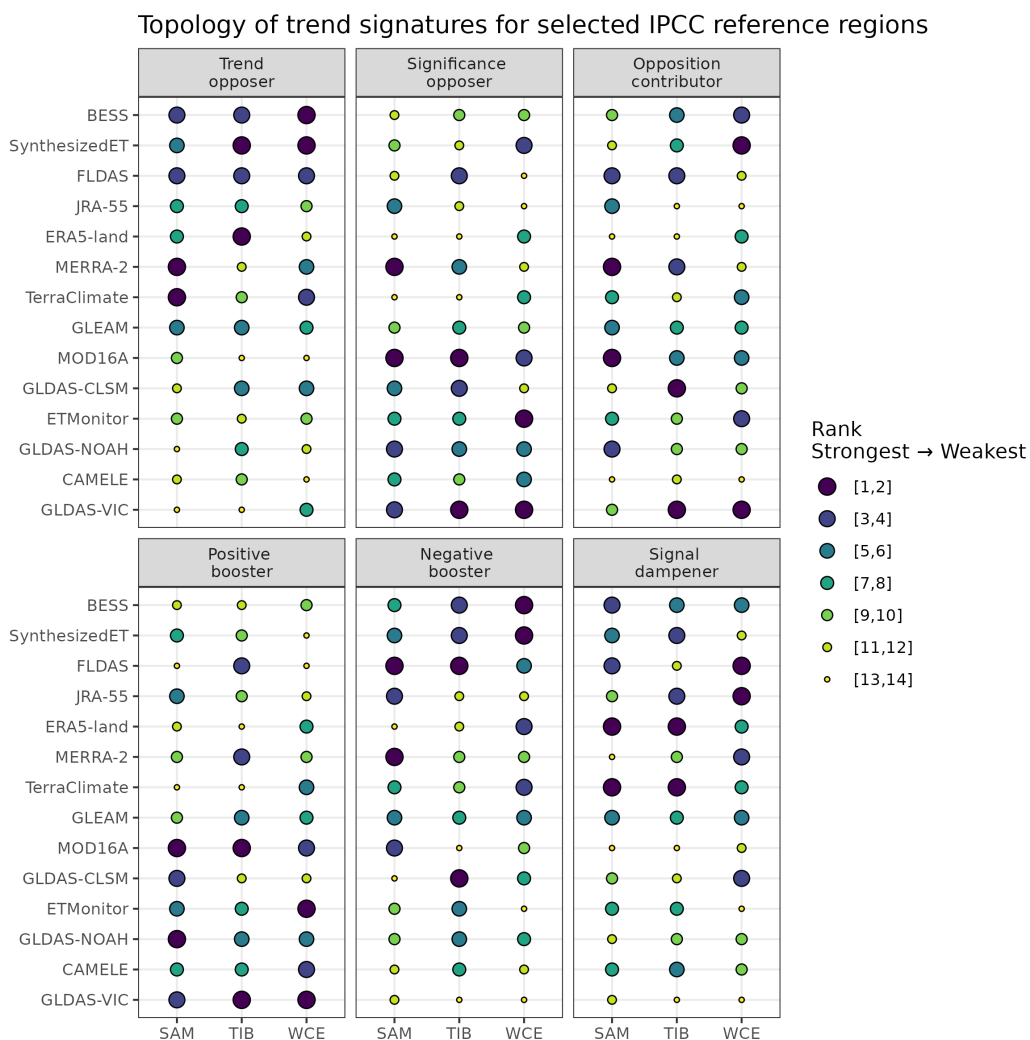 Topology of trend signatures for selected IPCC reference regions
Trend
opposer
Significance
opposer
Opposition
contributor
BESS
SynthesizedET
FLDAS
JRA-55
ERA5-land
MERRA-2
TerraClimate
GLEAM
MOD16A
GLDAS-CLSM
ETMonitor
GLDAS-NOAH
CAMELE
GLDAS-VIC
Positive
booster
Negative
booster
Signal
dampener
BESS
SynthesizedET
FLDAS
JRA-55
ERA5-land
MERRA-2
TerraClimate
GLEAM
MOD16A
GLDAS-CLSM
ETMonitor
GLDAS-NOAH
CAMELE
GLDAS-VIC
SAM TIB WCE SAM TIB WCE SAM TIB WCE
Rank
Strongest → Weakest
[1,2]
[3,4]
[5,6]
[7,8]
[9,10]
[11,12]
[13,14]